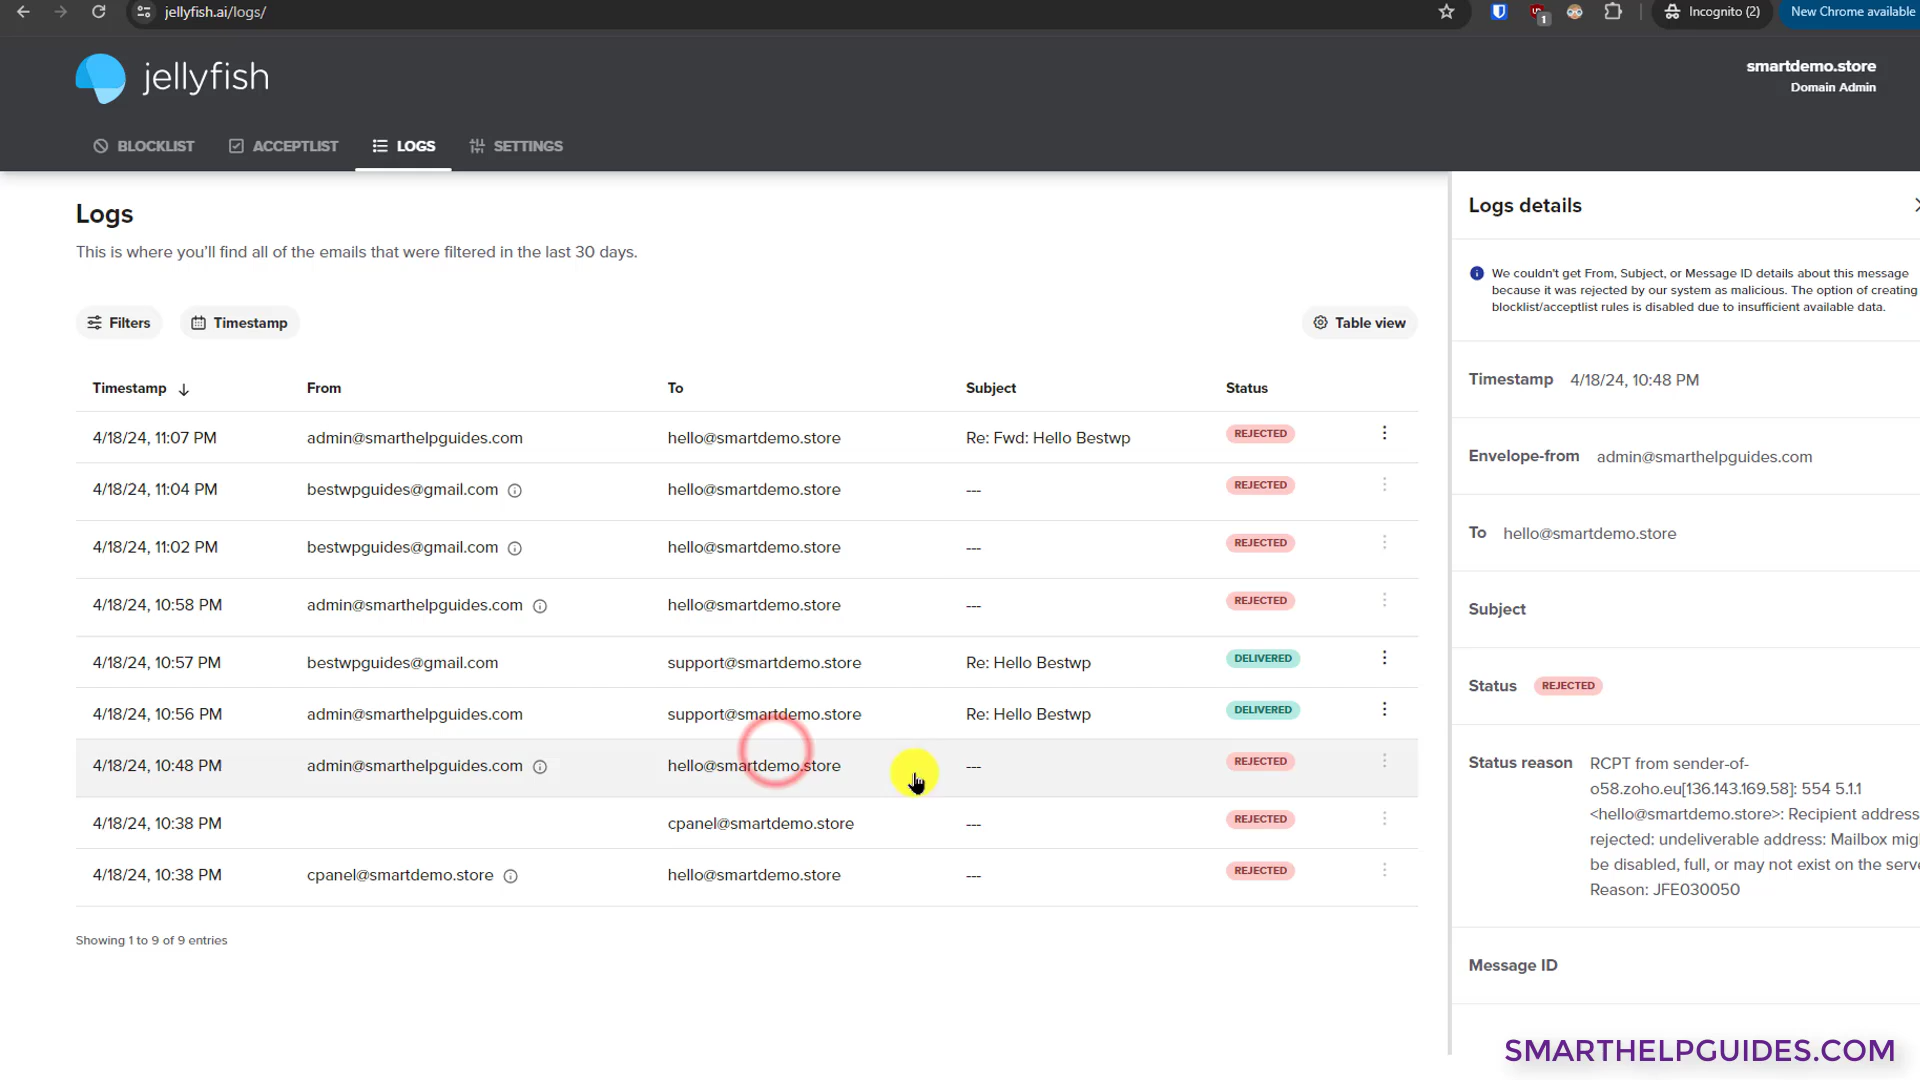 jellyfish.ai/logs/
1
Incognito (2)
New Chrome available
jellyfish
smartdemo.store
Domain Admin
BLOCKLIST
ACCEPTLIST
LOGS
SETTINGS
Logs
This is where you'll find all of the emails that were filtered in the last 30 days.
Filters
Timestamp
Table view
Timestamp From To Subject Status
4/18/24, 11:07 PM admin@smarthelpguides.com hello@smartdemo.store Re: Fwd: Hello Bestwp REJECTED
4/18/24, 11:04 PM bestwpguides@gmail.com hello@smartdemo.store --- REJECTED
4/18/24, 11:02 PM bestwpguides@gmail.com hello@smartdemo.store --- REJECTED
4/18/24, 10:58 PM admin@smarthelpguides.com hello@smartdemo.store --- REJECTED
4/18/24, 10:57 PM bestwpguides@gmail.com support@smartdemo.store Re: Hello Bestwp DELIVERED
4/18/24, 10:56 PM admin@smarthelpguides.com support@smartdemo.store Re: Hello Bestwp DELIVERED
4/18/24, 10:48 PM admin@smarthelpguides.com hello@smartdemo.store --- REJECTED
4/18/24, 10:38 PM cpanel@smartdemo.store --- REJECTED
4/18/24, 10:38 PM cpanel@smartdemo.store hello@smartdemo.store --- REJECTED
Showing 1 to 9 of 9 entries
Logs details
We couldn't get From, Subject, or Message ID details about this message
because it was rejected by our system as malicious. The option of creating
blocklist/acceptlist rules is disabled due to insufficient available data.
Timestamp 4/18/24, 10:48 PM
Envelope-from admin@smarthelpguides.com
To hello@smartdemo.store
Subject
Status REJECTED
Status reason RCPT from sender-of-
o58.zoho.eu[136.143.169.58]: 554 5.1.1
<hello@smartdemo.store>: Recipient address
rejected: undeliverable address: Mailbox mig
be disabled, full, or may not exist on the serve
Reason: JFE030050
Message ID
SMARTHELPGUIDES.COM